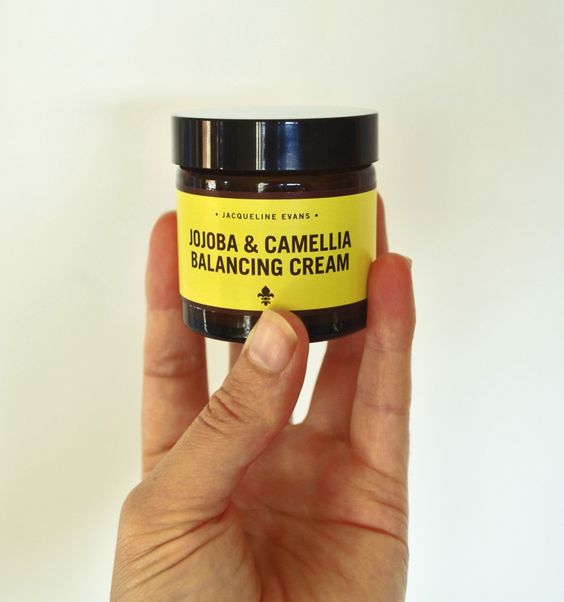 • JACQUELINE EVANS •
JOJOBA & CAMELLIA
BALANCING CREAM